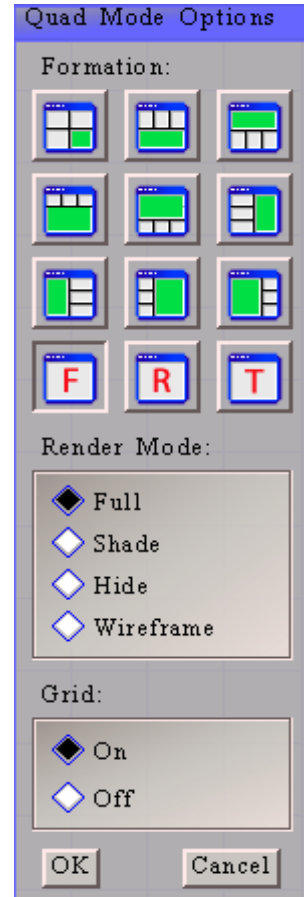 Quad Mode Options
Formation:
F R T
Render Mode:
Full
Shade
Hide
Wireframe
Grid:
On
Off
OK Cancel